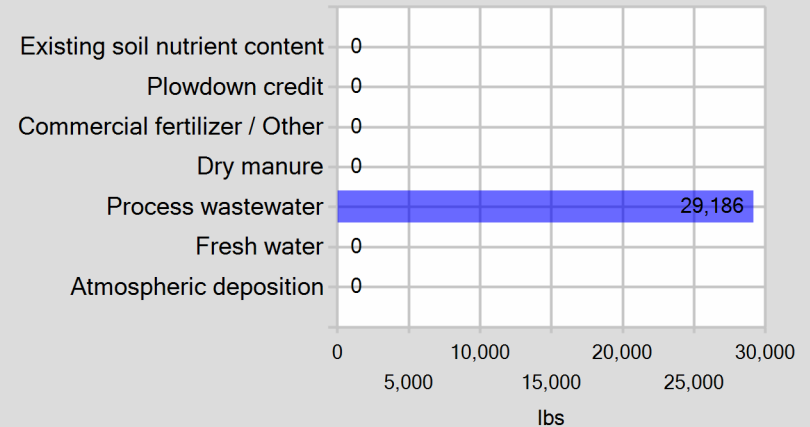 Existing soil nutrient content 0
Plowdown credit 0
Commercial fertilizer / Other 0
Dry manure 0
Process wastewater 29,186
Fresh water 0
Atmospheric deposition 0
0 10,000 20,000 30,000
5,000 15,000 25,000
lbs